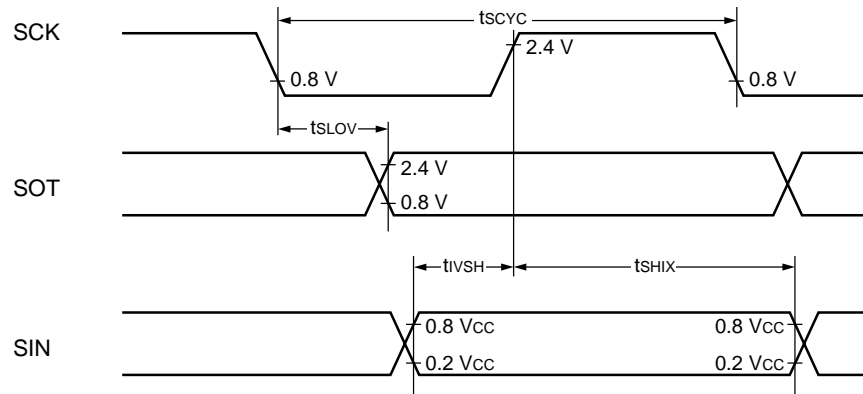 SCK
tSCYC
2.4 V
0.8 V
0.8 V
tSLOV
SOT
2.4 V
0.8 V
tIVSH
tSHIX
SIN
0.8 VCC
0.8 VCC
0.2 VCC
0.2 VCC